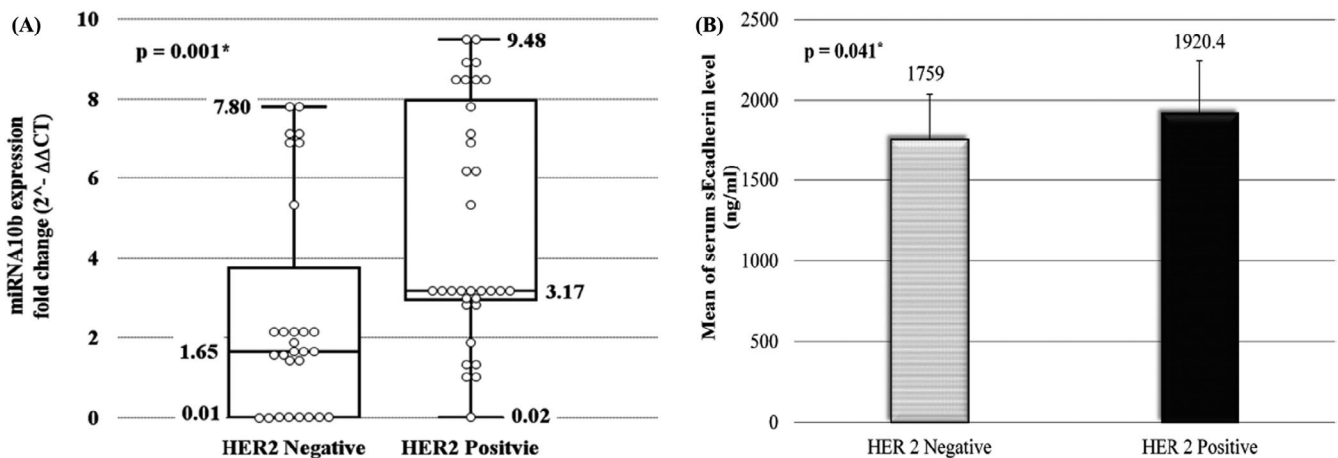 (A)
p = 0.001*
miRNA10b expression
fold change (2^- ΔΔCT)
10
8
6
4
2
0
7.80
1.65
0.01
9.48
3.17
0.02
HER2 Negative
HER2 Positvie
(B)
p = 0.041*
Mean of serum sEcadherin level
(ng/ml)
2500
2000
1500
1000
500
0
1759
1920.4
HER 2 Negative
HER 2 Positive